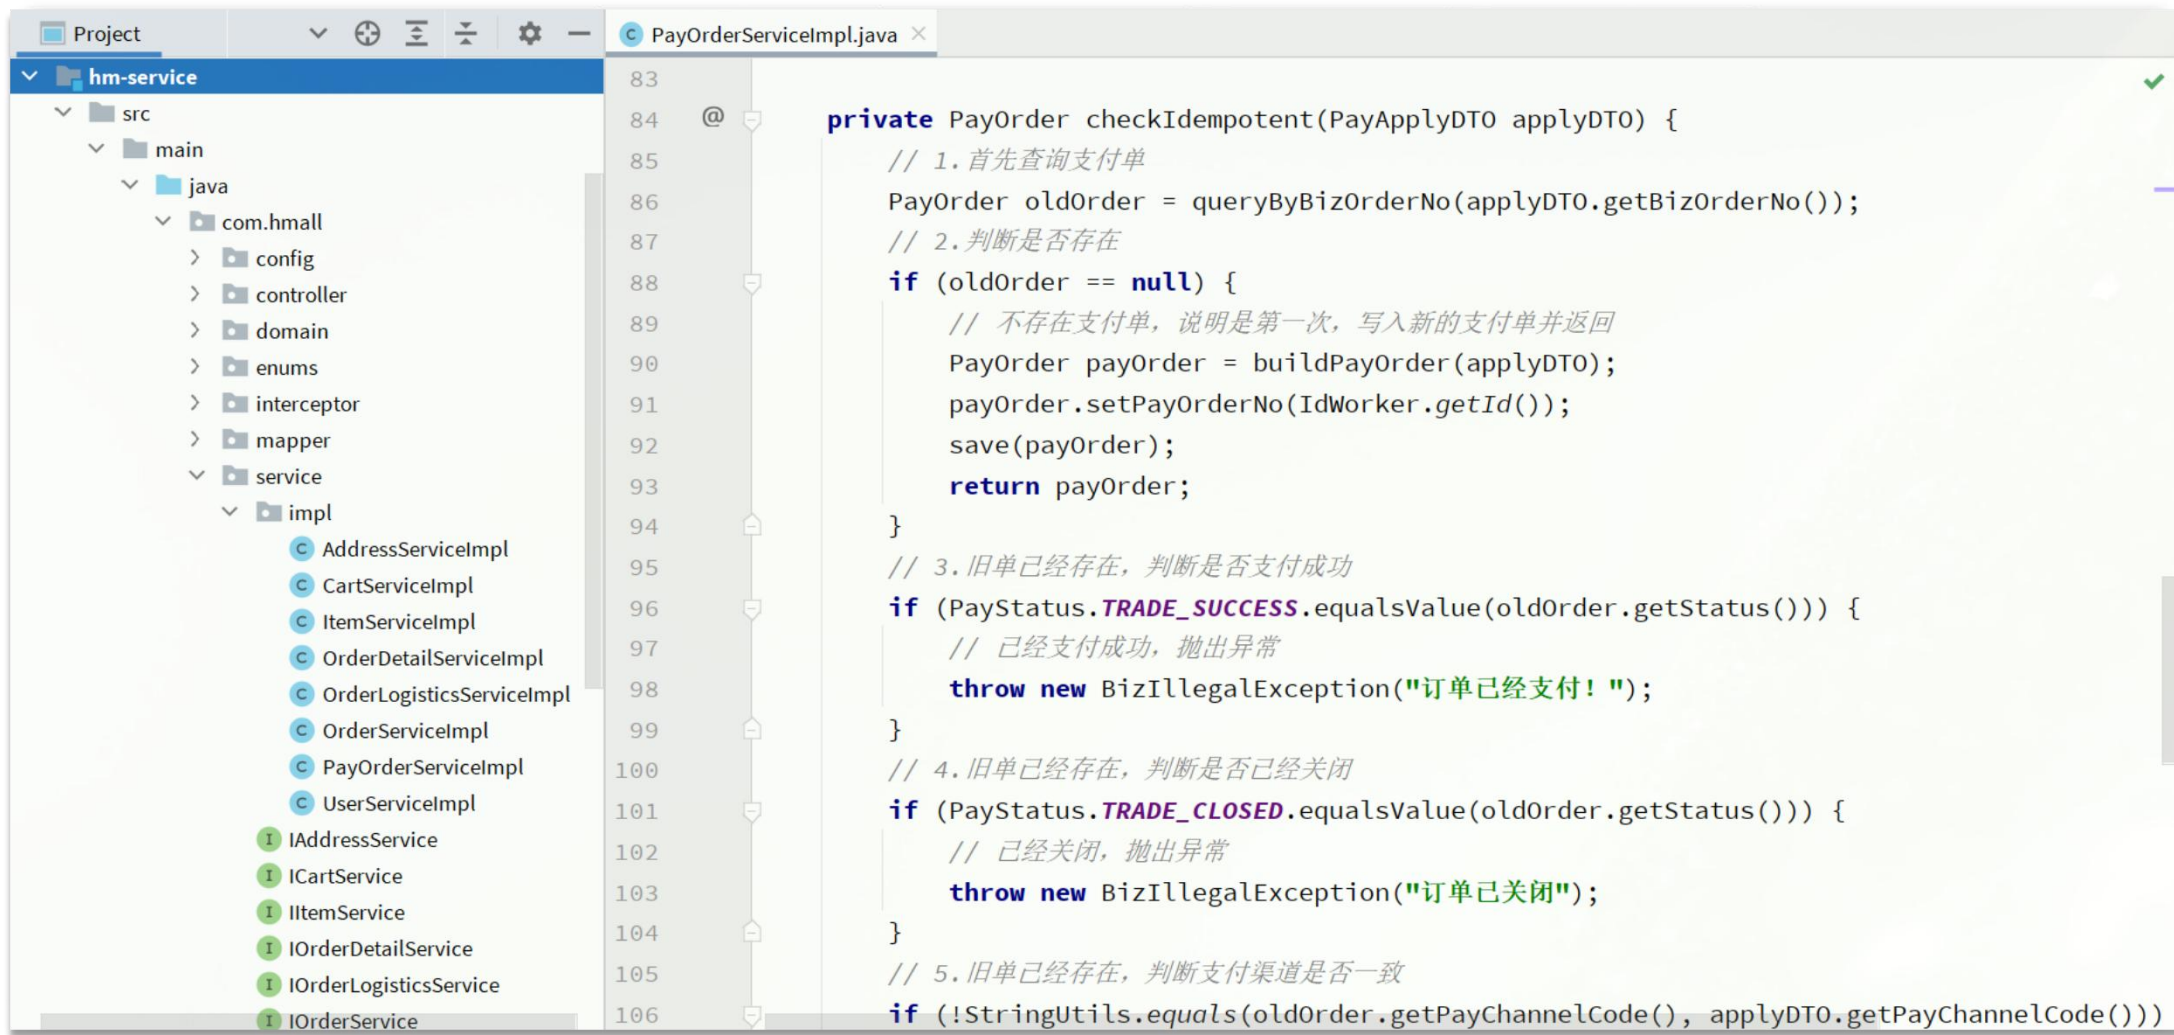 Project
hm-service
src
main
java
com.hmall
config
controller
domain
enums
interceptor
mapper
service
impl
AddressServiceImpl
CartServiceImpl
ItemServiceImpl
OrderDetailServiceImpl
OrderLogisticsServiceImpl
OrderServiceImpl
PayOrderServiceImpl
UserServiceImpl
IAddressService
ICartService
IItemService
IOrderDetailService
IOrderLogisticsService
IOrderService
PayOrderServiceImpl.java
83
84 @ private PayOrder checkIdempotent(PayApplyDTO applyDTO) {
85 // 1.首先查询支付单
86 PayOrder oldOrder = queryByBizOrderNo(applyDTO.getBizOrderNo());
87 // 2.判断是否存在
88 if (oldOrder == null) {
89 // 不存在支付单，说明是第一次，写入新的支付单并返回
90 PayOrder payOrder = buildPayOrder(applyDTO);
91 payOrder.setPayOrderNo(IdWorker.getId());
92 save(payOrder);
93 return payOrder;
94 }
95 // 3.旧单已经存在，判断是否支付成功
96 if (PayStatus.TRADE_SUCCESS.equalsValue(oldOrder.getStatus())) {
97 // 已经支付成功，抛出异常
98 throw new BizIllegalException("订单已经支付！");
99 }
100 // 4.旧单已经存在，判断是否已经关闭
101 if (PayStatus.TRADE_CLOSED.equalsValue(oldOrder.getStatus())) {
102 // 已经关闭，抛出异常
103 throw new BizIllegalException("订单已关闭");
104 }
105 // 5.旧单已经存在，判断支付渠道是否一致
106 if (!StringUtils.equals(oldOrder.getPayChannelCode(), applyDTO.getPayChannelCode()))